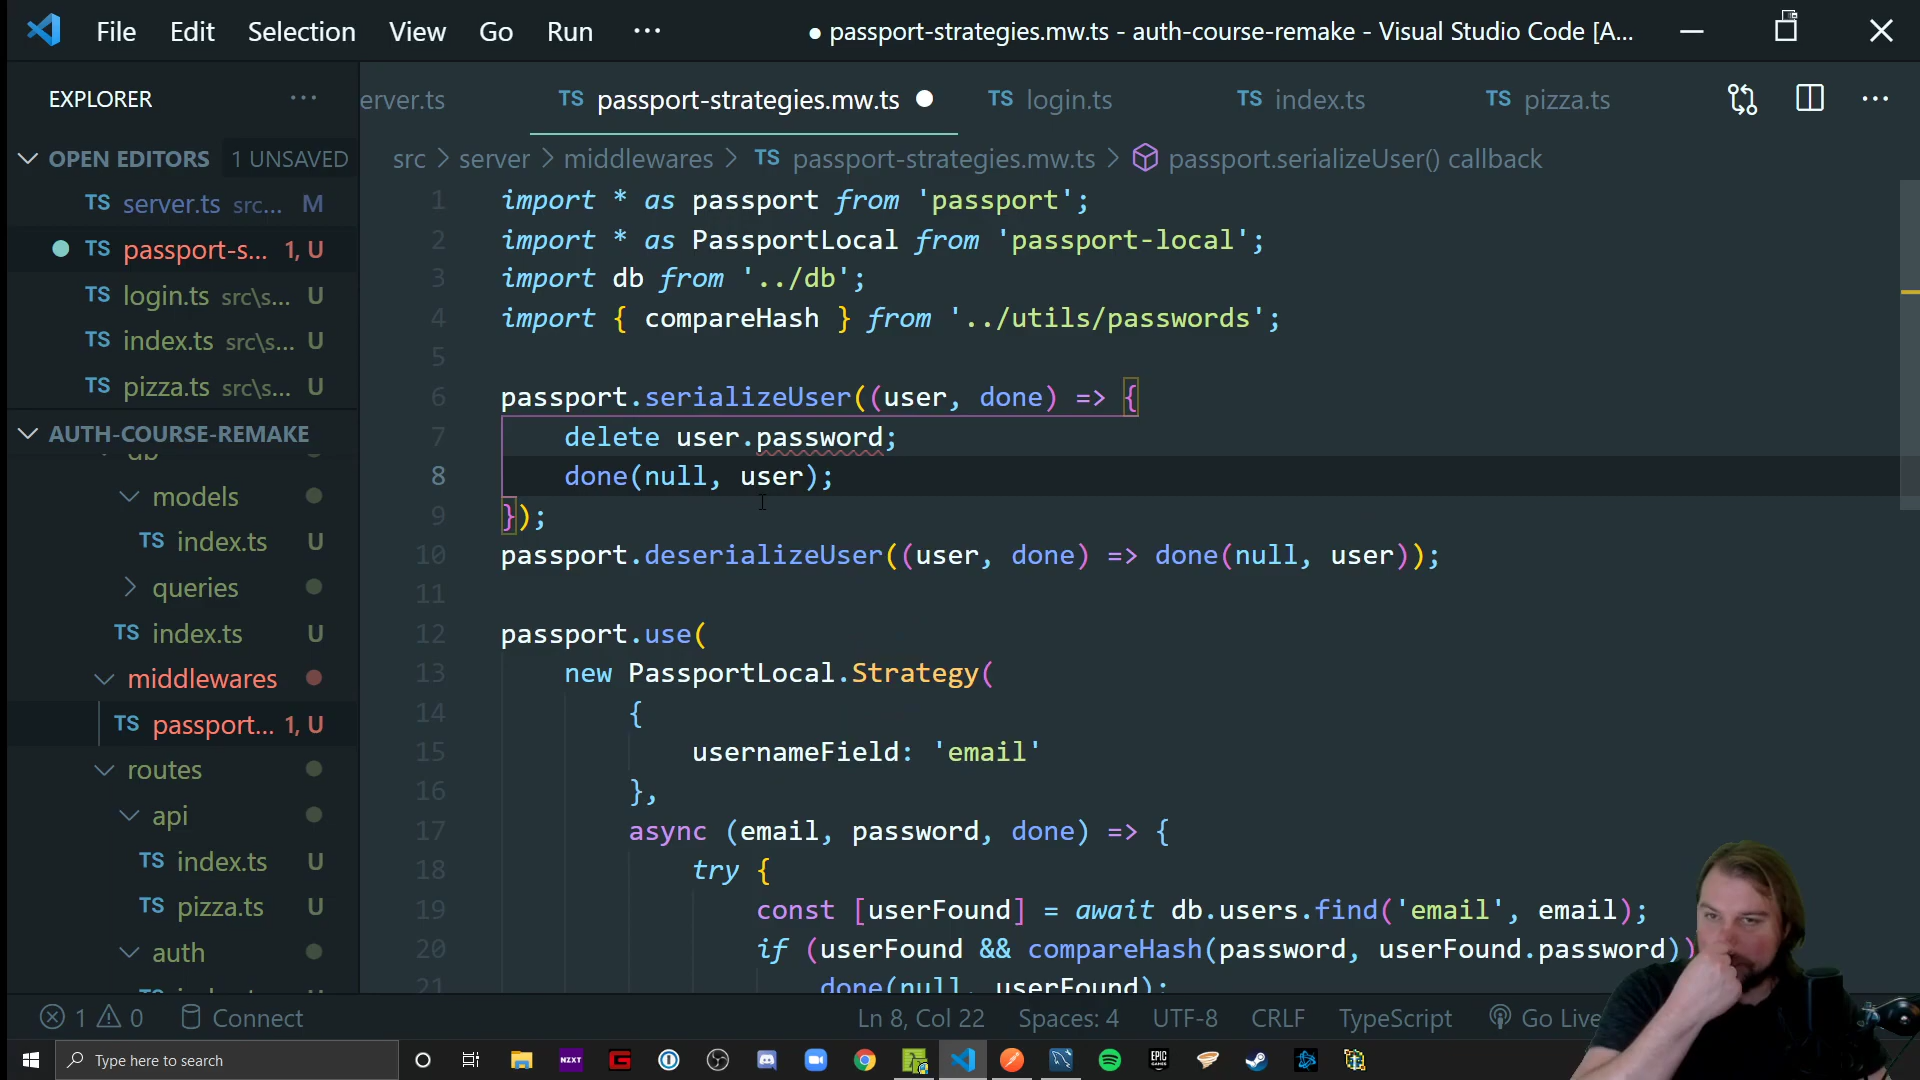 File Edit Selection View Go Run ···
● passport-strategies.mw.ts - auth-course-remake - Visual Studio Code [A...
EXPLORER ···
erver.ts
TS passport-strategies.mw.ts ●
TS login.ts
TS index.ts
TS pizza.ts
OPEN EDITORS 1 UNSAVED
TS server.ts src... M
TS passport-s... 1, U
TS login.ts src\s... U
TS index.ts src\s... U
TS pizza.ts src\s... U
AUTH-COURSE-REMAKE
db
models
TS index.ts U
queries
TS index.ts U
middlewares
TS passport... 1, U
routes
api
TS index.ts U
TS pizza.ts U
auth
src > server > middlewares > TS passport-strategies.mw.ts > passport.serializeUser() callback
1 import * as passport from 'passport';
2 import * as PassportLocal from 'passport-local';
3 import db from '../db';
4 import { compareHash } from '../utils/passwords';
5
6 passport.serializeUser((user, done) => {
7 delete user.password;
8 done(null, user);
9 });
10 passport.deserializeUser((user, done) => done(null, user));
11
12 passport.use(
13 new PassportLocal.Strategy(
14 {
15 usernameField: 'email'
16 },
17 async (email, password, done) => {
18 try {
19 const [userFound] = await db.users.find('email', email);
20 if (userFound && compareHash(password, userFound.password))
21 done(null, userFound);
1 0 Connect
Ln 8, Col 22 Spaces: 4 UTF-8 CRLF TypeScript Go Live
Type here to search
NZXT
EPIC GAMES